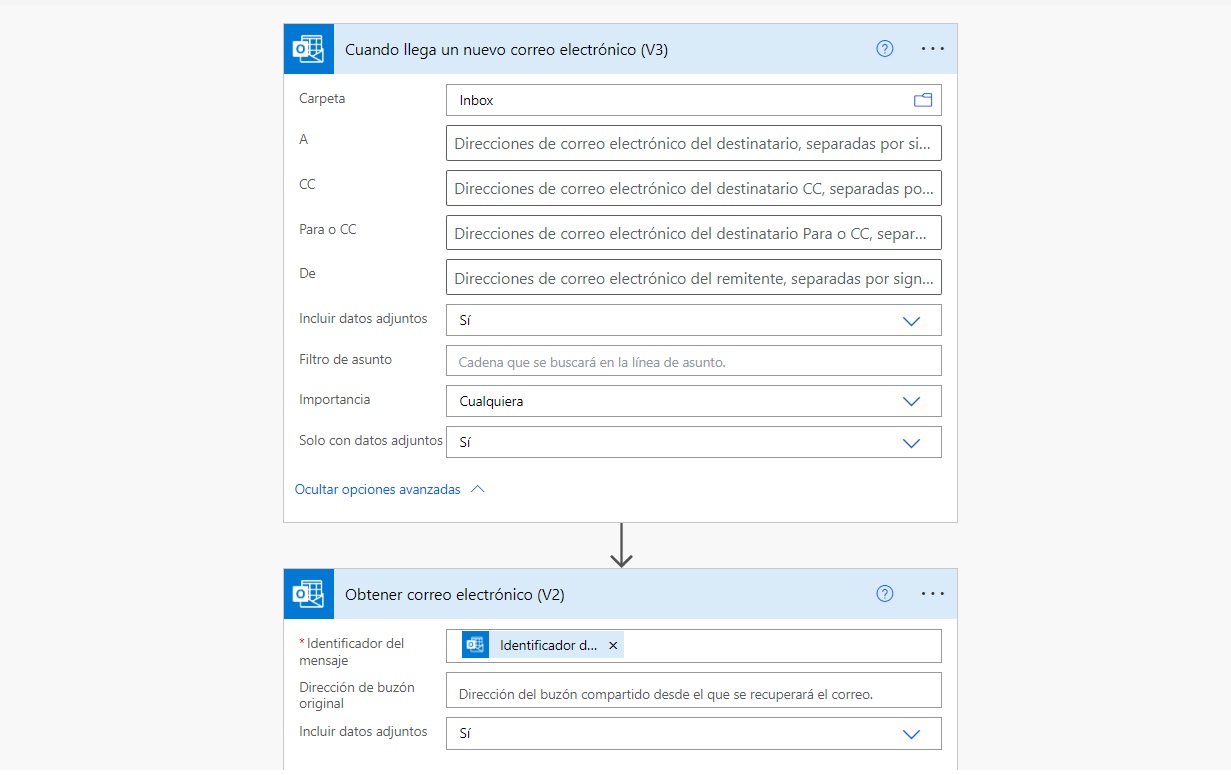 Cuando llega un nuevo correo electrónico (V3)
Carpeta
Inbox
A
Direcciones de correo electrónico del destinatario, separadas por si...
CC
Direcciones de correo electrónico del destinatario CC, separadas po...
Para o CC
Direcciones de correo electrónico del destinatario Para o CC, separ...
De
Direcciones de correo electrónico del remitente, separadas por sign...
Incluir datos adjuntos
Sí
Filtro de asunto
Cadena que se buscará en la línea de asunto.
Importancia
Cualquiera
Solo con datos adjuntos
Sí
Ocultar opciones avanzadas
Obtener correo electrónico (V2)
* Identificador del
mensaje
Identificador d...
Dirección de buzón
original
Dirección del buzón compartido desde el que se recuperará el correo.
Incluir datos adjuntos
Sí